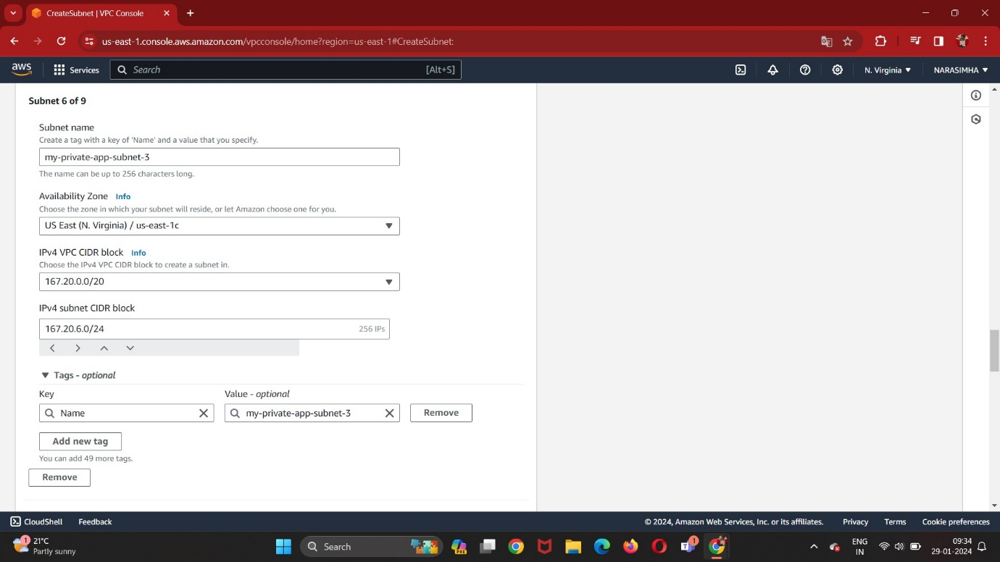 CreateSubnet | VPC Console
us-east-1.console.aws.amazon.com/vpcconsole/home?region=us-east-1#CreateSubnet:
aws Services Search [Alt+S] N. Virginia NARASIMHA
Subnet 6 of 9
Subnet name
Create a tag with a key of 'Name' and a value that you specify.
my-private-app-subnet-3
The name can be up to 256 characters long.
Availability Zone Info
Choose the zone in which your subnet will reside, or let Amazon choose one for you.
US East (N. Virginia) / us-east-1c
IPv4 VPC CIDR block Info
Choose the IPv4 VPC CIDR block to create a subnet in.
167.20.0.0/20
IPv4 subnet CIDR block
167.20.6.0/24 256 IPs
Tags - optional
Key Value - optional
Name my-private-app-subnet-3 Remove
Add new tag
You can add 49 more tags.
Remove
CloudShell Feedback © 2024, Amazon Web Services, Inc. or its affiliates. Privacy Terms Cookie preferences
1 21°C Search PRE 1 ENG 09:34
Partly sunny IN 29-01-2024